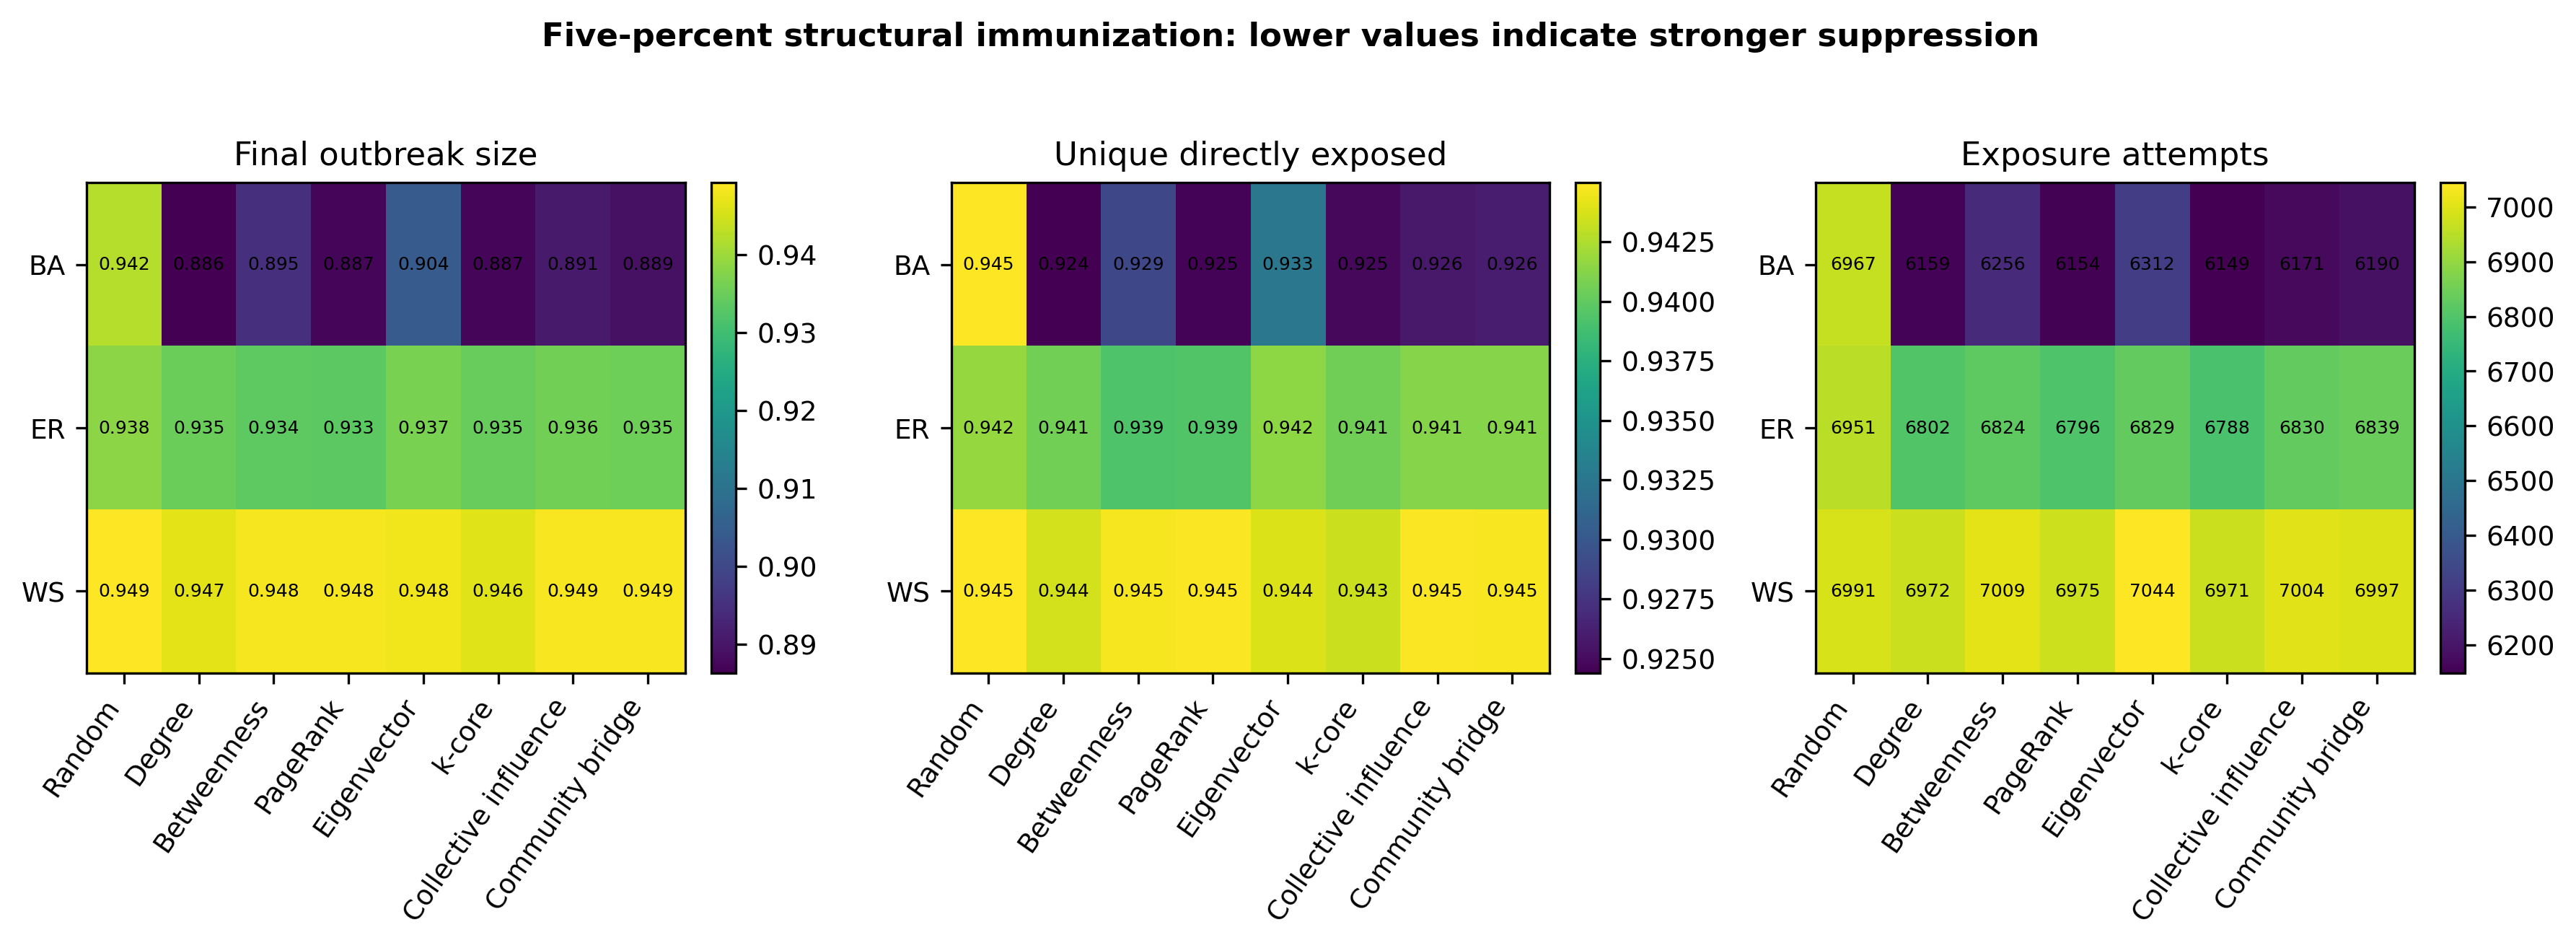 Five-percent structural immunization: lower values indicate stronger suppression
Final outbreak size
BA
ER
WS
0.942 0.886 0.895 0.887 0.904 0.887 0.891 0.889
0.938 0.935 0.934 0.933 0.937 0.935 0.936 0.935
0.949 0.947 0.948 0.948 0.948 0.946 0.949 0.949
Random
Degree
Betweenness
PageRank
Eigenvector
k-core
Collective influence
Community bridge
0.94
0.93
0.92
0.91
0.90
0.89
Unique directly exposed
BA
ER
WS
0.945 0.924 0.929 0.925 0.933 0.925 0.926 0.926
0.942 0.941 0.939 0.939 0.942 0.941 0.941 0.941
0.945 0.944 0.945 0.945 0.944 0.943 0.945 0.945
Random
Degree
Betweenness
PageRank
Eigenvector
k-core
Collective influence
Community bridge
0.9425
0.9400
0.9375
0.9350
0.9325
0.9300
0.9275
0.9250
Exposure attempts
BA
ER
WS
6967 6159 6256 6154 6312 6149 6171 6190
6951 6802 6824 6796 6829 6788 6830 6839
6991 6972 7009 6975 7044 6971 7004 6997
Random
Degree
Betweenness
PageRank
Eigenvector
k-core
Collective influence
Community bridge
7000
6900
6800
6700
6600
6500
6400
6300
6200